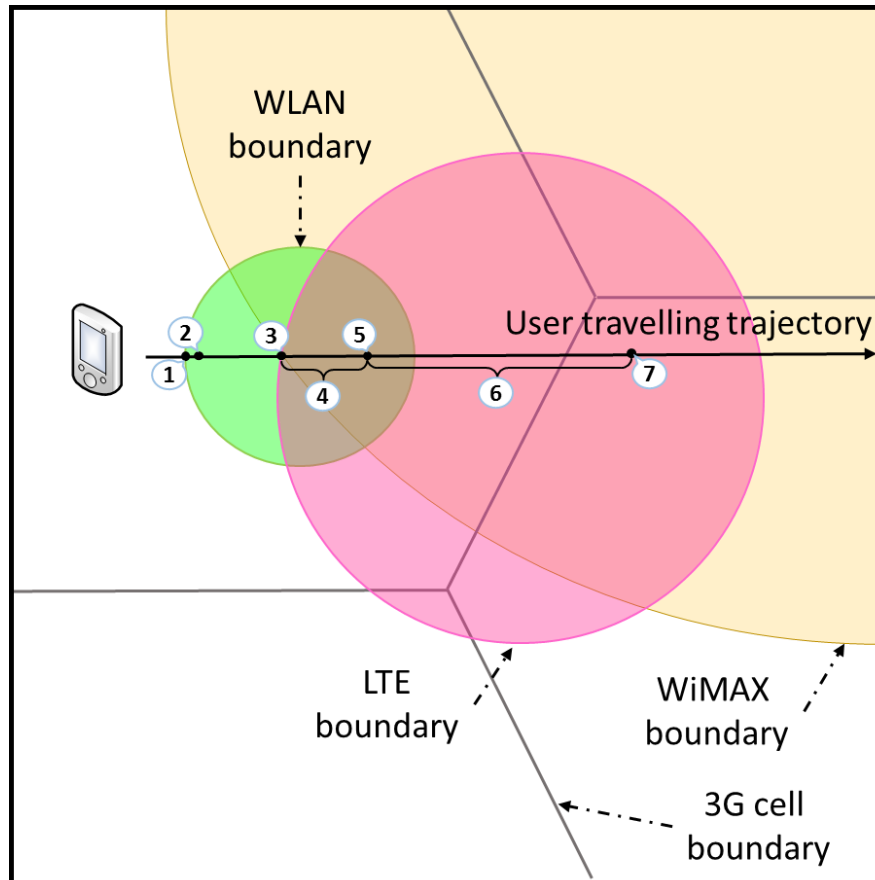 WLAN
boundary
User travelling trajectory
2
3
5
1
4
6
7
LTE
boundary
WiMAX
boundary
3G cell
boundary